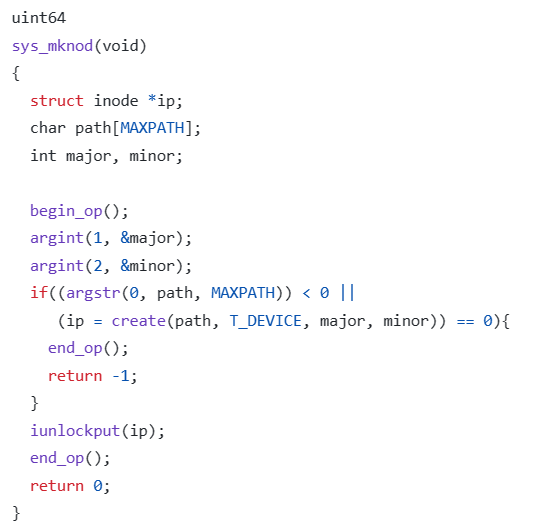 uint64
sys_mknod(void)
{
  struct inode *ip;
  char path[MAXPATH];
  int major, minor;

  begin_op();
  argint(1, &major);
  argint(2, &minor);
  if((argstr(0, path, MAXPATH)) < 0 ||
     (ip = create(path, T_DEVICE, major, minor)) == 0){
    end_op();
    return -1;
  }
  iunlockput(ip);
  end_op();
  return 0;
}